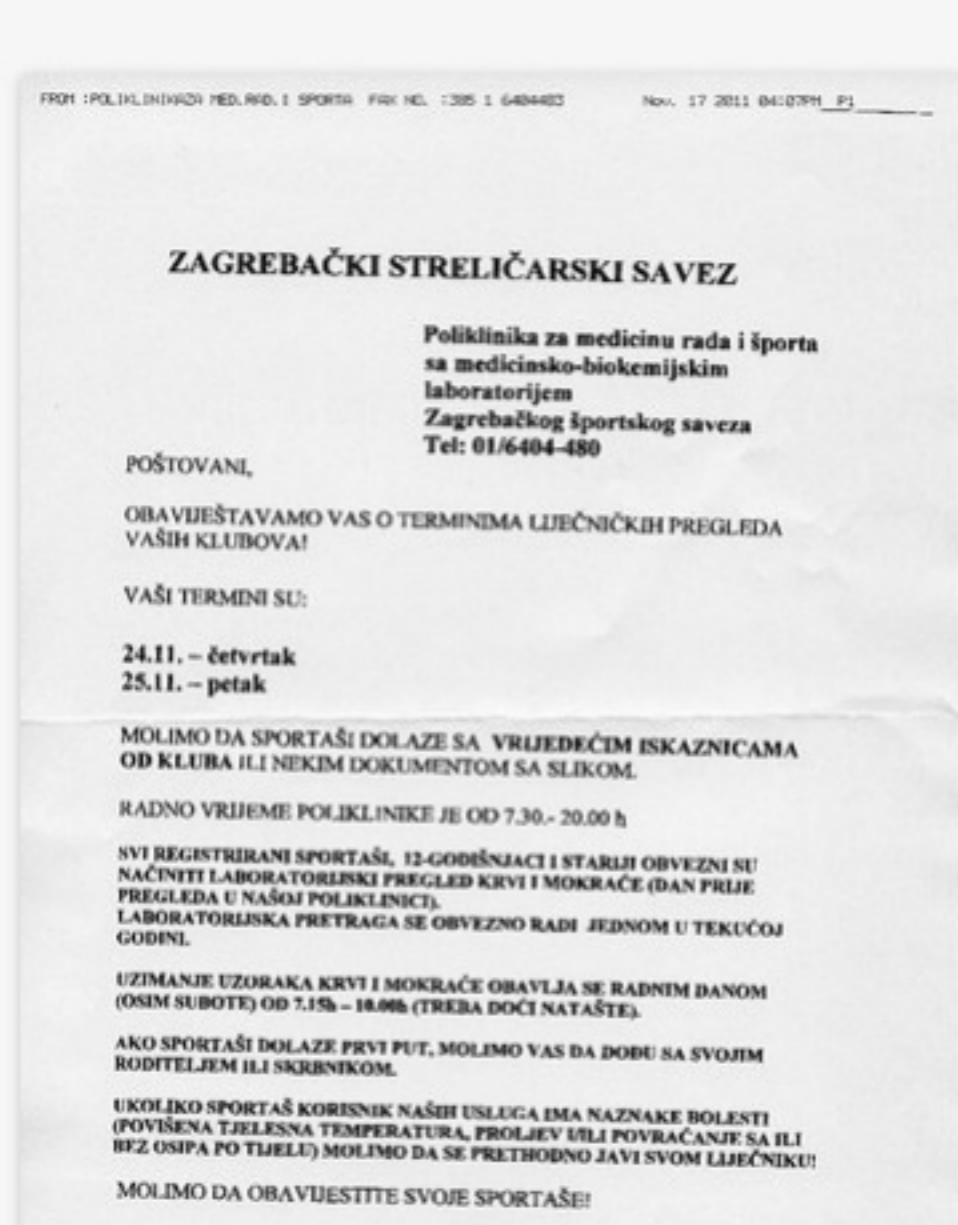 FROM :POLIKLINIKAZA MED.RAD.I SPORTA FAX NO. :385 1 6404483 Nov. 17 2011 04:07PM P1
ZAGREBAČKI STRELIČARSKI SAVEZ
Poliklinika za medicinu rada i športa
sa medicinsko-biokemijskim
laboratorijem
Zagrebačkog športskog saveza
Tel: 01/6404-480
POŠTOVANI,
OBAVIJEŠTAVAMO VAS O TERMINIMA LIJEČNIČKIH PREGLEDA
VAŠIH KLUBOVA!
VAŠI TERMINI SU:
24.11. – četvrtak
25.11. – petak
MOLIMO DA SPORTAŠI DOLAZE SA VRIJEDEĆIM ISKAZNICAMA
OD KLUBA ILI NEKIM DOKUMENTOM SA SLIKOM.
RADNO VRIJEME POLIKLINIKE JE OD 7.30.- 20.00 h
SVI REGISTRIRANI SPORTAŠI, 12-GODIŠNJACI I STARIJI OBVEZNI SU
NAČINITI LABORATORIJSKI PREGLED KRVI I MOKRAĆE (DAN PRIJE
PREGLEDA U NAŠOJ POLIKLINICI).
LABORATORIJSKA PRETRAGA SE OBVEZNO RADI JEDNOM U TEKUĆOJ
GODINI.
UZIMANJE UZORAKA KRVI I MOKRAĆE OBAVLJA SE RADNIM DANOM
(OSIM SUBOTE) OD 7.15h – 10.00h (TREBA DOĆI NATAŠTE).
AKO SPORTAŠI DOLAZE PRVI PUT, MOLIMO VAS DA DOĐU SA SVOJIM
RODITELJEM ILI SKRBNIKOM.
UKOLIKO SPORTAŠ KORISNIK NAŠIH USLUGA IMA NAZNAKE BOLESTI
(POVIŠENA TJELESNA TEMPERATURA, PROLJEV I/ILI POVRAĆANJE SA ILI
BEZ OSIPA PO TIJELU) MOLIMO DA SE PRETHODNO JAVI SVOM LIJEČNIKU!
MOLIMO DA OBAVIJESTITE SVOJE SPORTAŠE!